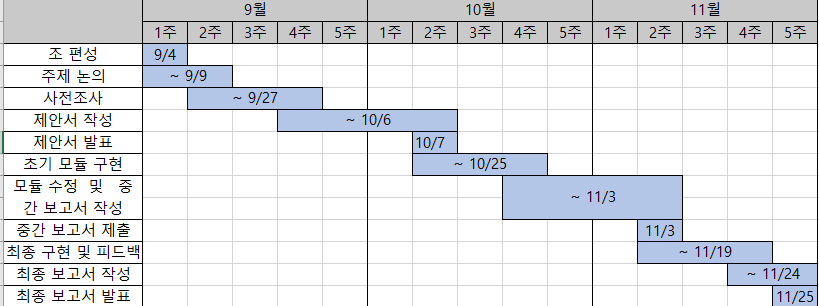 9월 10월 11월
1주 2주 3주 4주 5주 1주 2주 3주 4주 5주 1주 2주 3주 4주 5주
조 편성 9/4
주제 논의 ~ 9/9
사전조사 ~ 9/27
제안서 작성 ~ 10/6
제안서 발표 10/7
초기 모듈 구현 ~ 10/25
모듈 수정 및 중
간 보고서 작성 ~ 11/3
중간 보고서 제출 11/3
최종 구현 및 피드백 ~ 11/19
최종 보고서 작성 ~ 11/24
최종 보고서 발표 11/25